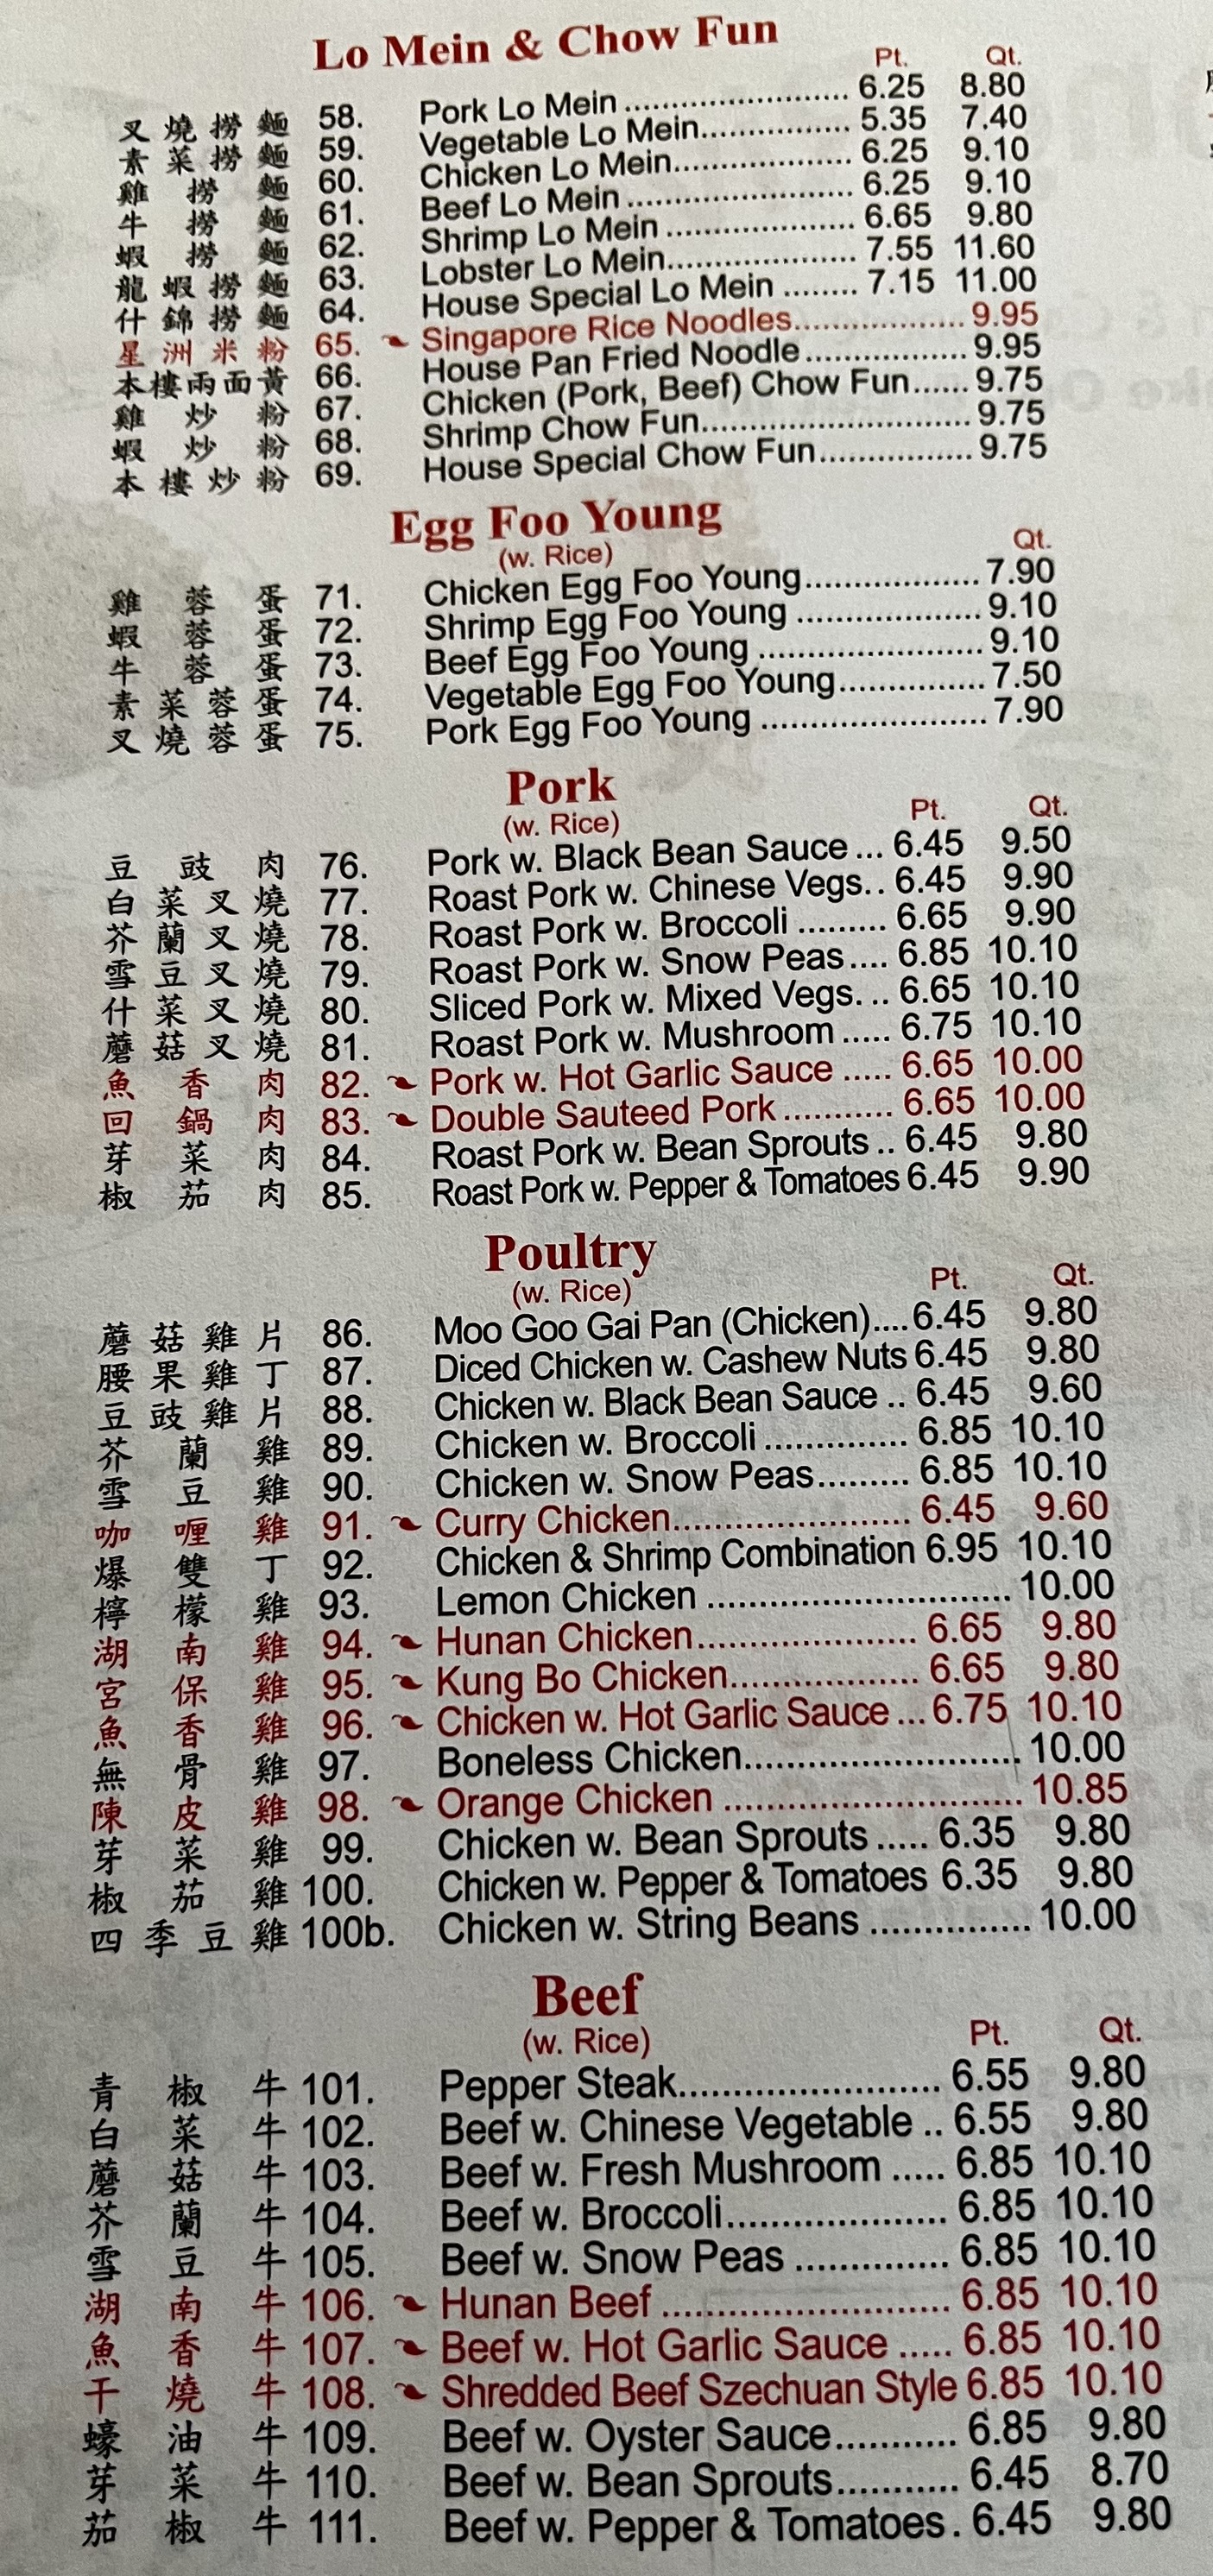 Lo Mein & Chow Fun
Pt. Qt.
叉燒撈麵 58. Pork Lo Mein ........................ 6.25 8.80
素菜撈麵 59. Vegetable Lo Mein................ 5.35 7.40
雞撈麵 60. Chicken Lo Mein................... 6.25 9.10
牛撈麵 61. Beef Lo Mein ........................ 6.25 9.10
蝦撈麵 62. Shrimp Lo Mein .................... 6.65 9.80
龍蝦撈麵 63. Lobster Lo Mein.................... 7.55 11.60
什錦撈麵 64. House Special Lo Mein ........ 7.15 11.00
星洲米粉 65. Singapore Rice Noodles.................. 9.95
本樓兩面黃 66. House Pan Fried Noodle................. 9.95
雞炒粉 67. Chicken (Pork, Beef) Chow Fun...... 9.75
蝦炒粉 68. Shrimp Chow Fun............................ 9.75
本樓炒粉 69. House Special Chow Fun................ 9.75
Egg Foo Young
(w. Rice)
Qt.
雞蓉蛋 71. Chicken Egg Foo Young................... 7.90
蝦蓉蛋 72. Shrimp Egg Foo Young .................... 9.10
牛蓉蛋 73. Beef Egg Foo Young ........................ 9.10
素菜蓉蛋 74. Vegetable Egg Foo Young................ 7.50
叉燒蓉蛋 75. Pork Egg Foo Young ........................ 7.90
Pork
(w. Rice)
Pt. Qt.
豆豉肉 76. Pork w. Black Bean Sauce ... 6.45 9.50
白菜叉燒 77. Roast Pork w. Chinese Vegs. . 6.45 9.90
芥蘭叉燒 78. Roast Pork w. Broccoli ......... 6.65 9.90
雪豆叉燒 79. Roast Pork w. Snow Peas.... 6.85 10.10
什菜叉燒 80. Sliced Pork w. Mixed Vegs. .. 6.65 10.10
蘑菇叉燒 81. Roast Pork w. Mushroom ..... 6.75 10.10
魚香肉 82. Pork w. Hot Garlic Sauce ..... 6.65 10.00
回鍋肉 83. Double Sauteed Pork ........... 6.65 10.00
芽菜肉 84. Roast Pork w. Bean Sprouts .. 6.45 9.80
椒茄肉 85. Roast Pork w. Pepper & Tomatoes 6.45 9.90
Poultry
(w. Rice)
Pt. Qt.
蘑菇雞片 86. Moo Goo Gai Pan (Chicken).... 6.45 9.80
腰果雞丁 87. Diced Chicken w. Cashew Nuts 6.45 9.80
豆豉雞片 88. Chicken w. Black Bean Sauce .. 6.45 9.60
芥蘭雞 89. Chicken w. Broccoli .............. 6.85 10.10
雪豆雞 90. Chicken w. Snow Peas......... 6.85 10.10
咖喱雞 91. Curry Chicken....................... 6.45 9.60
爆雙丁 92. Chicken & Shrimp Combination 6.95 10.10
檸檬雞 93. Lemon Chicken .............................. 10.00
湖南雞 94. Hunan Chicken...................... 6.65 9.80
宮保雞 95. Kung Bo Chicken.................. 6.65 9.80
魚香雞 96. Chicken w. Hot Garlic Sauce ... 6.75 10.10
無骨雞 97. Boneless Chicken........................... 10.00
陳皮雞 98. Orange Chicken ............................. 10.85
芽菜雞 99. Chicken w. Bean Sprouts ..... 6.35 9.80
椒茄雞 100. Chicken w. Pepper & Tomatoes 6.35 9.80
四季豆雞 100b. Chicken w. String Beans ............... 10.00
Beef
(w. Rice)
Pt. Qt.
青椒牛 101. Pepper Steak........................ 6.55 9.80
白菜牛 102. Beef w. Chinese Vegetable .. 6.55 9.80
蘑菇牛 103. Beef w. Fresh Mushroom ..... 6.85 10.10
芥蘭牛 104. Beef w. Broccoli.................... 6.85 10.10
雪豆牛 105. Beef w. Snow Peas .............. 6.85 10.10
湖南牛 106. Hunan Beef .......................... 6.85 10.10
魚香牛 107. Beef w. Hot Garlic Sauce ..... 6.85 10.10
干燒牛 108. Shredded Beef Szechuan Style 6.85 10.10
蠔油牛 109. Beef w. Oyster Sauce........... 6.85 9.80
芽菜牛 110. Beef w. Bean Sprouts........... 6.45 8.70
茄椒牛 111. Beef w. Pepper & Tomatoes . 6.45 9.80